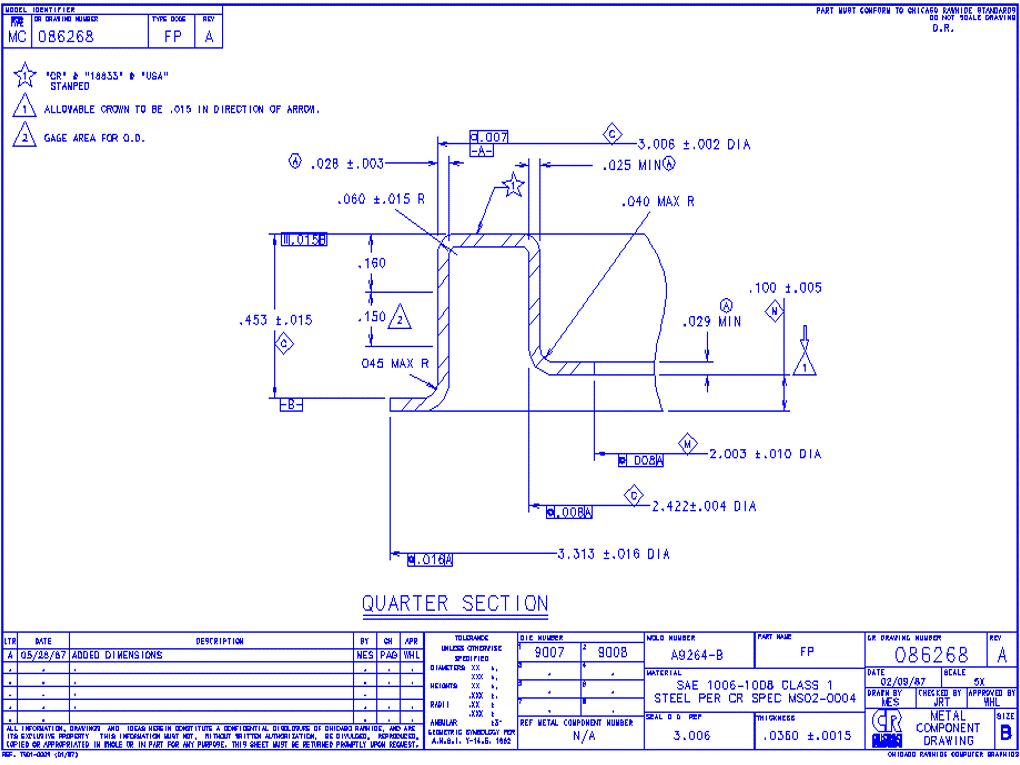 MODEL IDENTIFIER
CR DRAWING NUMBER
TYPE CODE
REV
MC
086268
FP
A
PART MUST CONFORM TO CHICAGO RAWHIDE STANDARDS
DO NOT SCALE DRAWING
D.R.
1 "CR" & "18833" & "USA"
STAMPED
1 ALLOWABLE CROWN TO BE .015 IN DIRECTION OF ARROW.
2 GAGE AREA FOR O.D.
.007
-A-
C
3.006 ±.002 DIA
A .028 ±.003
.025 MIN A
1
.060 ±.015 R
.040 MAX R
.015 B
.160
.100 ±.005
A
N
.150
2
.029 MIN
.453 ±.015
C
1
.045 MAX R
-B-
M
2.003 ±.010 DIA
.008 A
C
2.422±.004 DIA
.008 A
3.313 ±.016 DIA
.016 A
QUARTER SECTION
LTR
DATE
DESCRIPTION
BY
CH
APR
A
05/28/87
ADDED DIMENSIONS
MES
PAG
WHL
TOLERANCE
UNLESS OTHERWISE
SPECIFIED
DIAMETERS .XX ±.
.XXX ±.
HEIGHTS .XX ±.
.XXX ±.
RADII .XX ±.
.XXX ±.
ANGULAR ±3°
GEOMETRIC SYMBOLOGY PER
A.N.S.I. Y-14.5, 1982
DIE NUMBER
1 9007
2 9008
3
4
5
6
7
8
REF METAL COMPONENT NUMBER
N/A
MOLD NUMBER
A9264-B
PART NAME
FP
MATERIAL
SAE 1006-1008 CLASS 1
STEEL PER CR SPEC MS02-0004
SEAL O.D. REF
3.006
THICKNESS
.0360 ±.0015
CR DRAWING NUMBER
086268
REV
A
DATE
02/09/87
SCALE
5X
DRAWN BY
MES
CHECKED BY
JRT
APPROVED BY
WHL
CR
METAL
COMPONENT
DRAWING
SIZE
B
ALL INFORMATION, DRAWINGS AND IDEAS HEREIN CONSTITUTE A CONFIDENTIAL DISCLOSURE OF CHICAGO RAWHIDE, AND ARE
ITS EXCLUSIVE PROPERTY THIS INFORMATION MUST NOT, WITHOUT WRITTEN AUTHORIZATION, BE DIVULGED, REPRODUCED,
COPIED OR APPROPRIATED IN WHOLE OR IN PART FOR ANY PURPOSE. THIS SHEET MUST BE RETURNED PROMPTLY UPON REQUEST.
CHICAGO RAWHIDE COMPUTER GRAPHICS